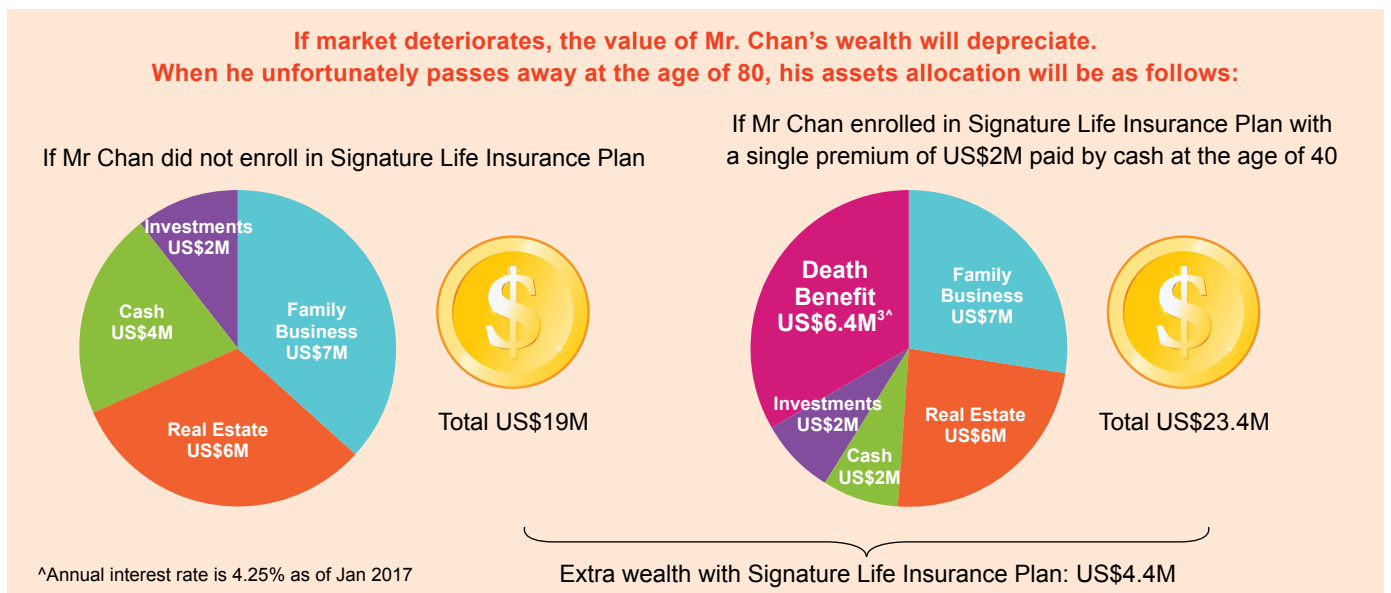 If market deteriorates, the value of Mr. Chan's wealth will depreciate.
When he unfortunately passes away at the age of 80, his assets allocation will be as follows:
If Mr Chan did not enroll in Signature Life Insurance Plan
Investments
US$2M
Cash
US$4M
Family
Business
US$7M
Real Estate
US$6M
$
Total US$19M
If Mr Chan enrolled in Signature Life Insurance Plan with
a single premium of US$2M paid by cash at the age of 40
Death
Benefit
US$6.4M³^
Family
Business
US$7M
Investments
US$2M
Cash
US$2M
Real Estate
US$6M
$
Total US$23.4M
^Annual interest rate is 4.25% as of Jan 2017
Extra wealth with Signature Life Insurance Plan: US$4.4M